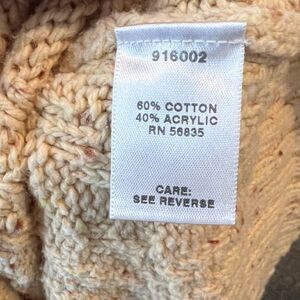 916002
60% COTTON
40% ACRYLIC
RN 56835
CARE:
SEE REVERSE